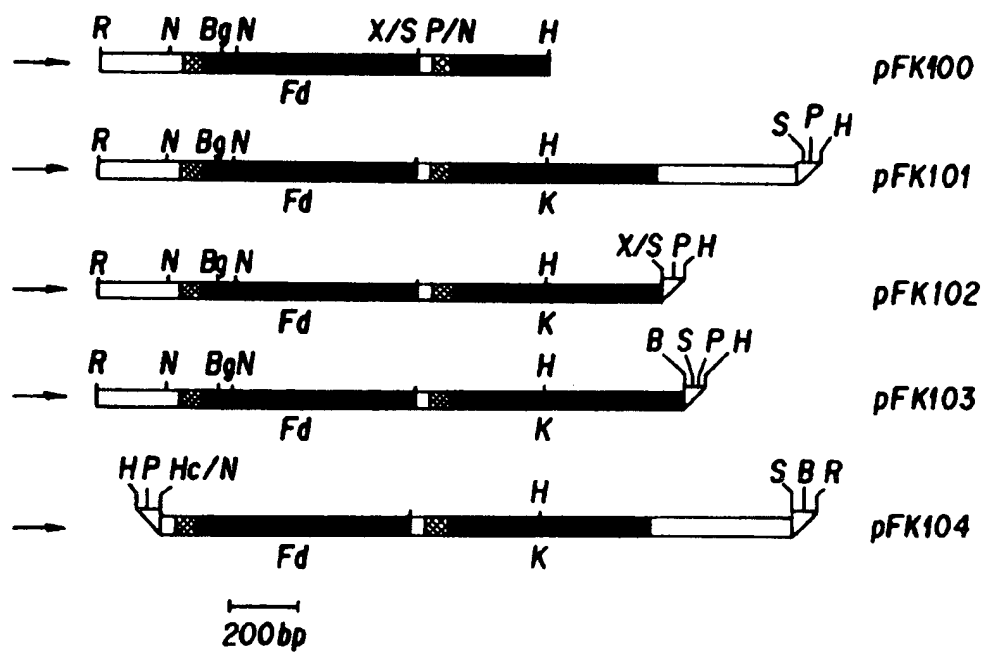 R N Bg N X/S P/N H
pFK100
Fd
R N Bg N H S P H
pFK101
Fd K
R N Bg N H X/S P H
pFK102
Fd K
R N Bg N H B S P H
pFK103
Fd K
H P Hc/N H S B R
pFK104
Fd K
200bp